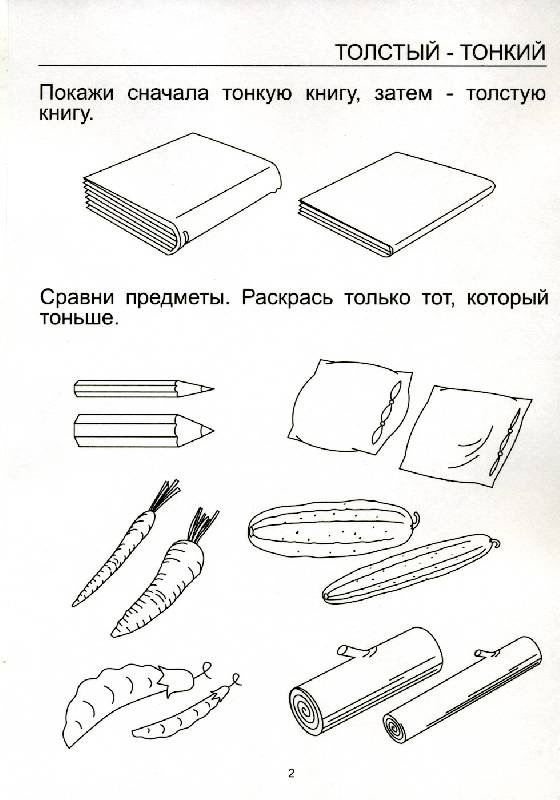 ТОЛСТЫЙ - ТОНКИЙ
Покажи сначала тонкую книгу, затем - толстую
книгу.
Сравни предметы. Раскрась только тот, который
тоньше.
2